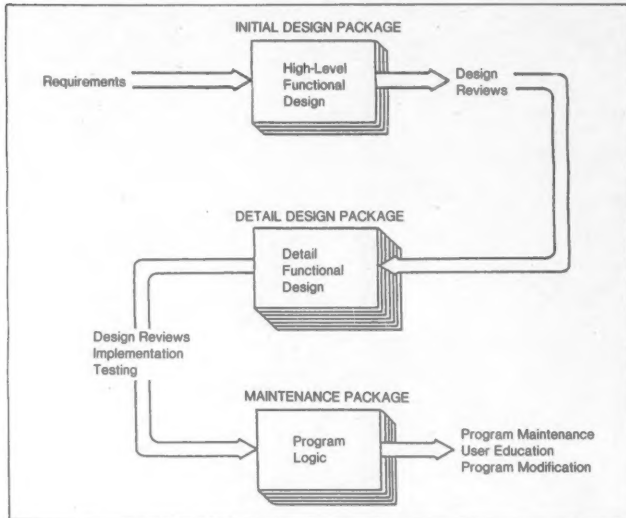 INITIAL DESIGN PACKAGE
Requirements
High-Level
Functional
Design
Design
Reviews
DETAIL DESIGN PACKAGE
Detail
Functional
Design
Design Reviews
Implementation
Testing
MAINTENANCE PACKAGE
Program
Logic
Program Maintenance
User Education
Program Modification